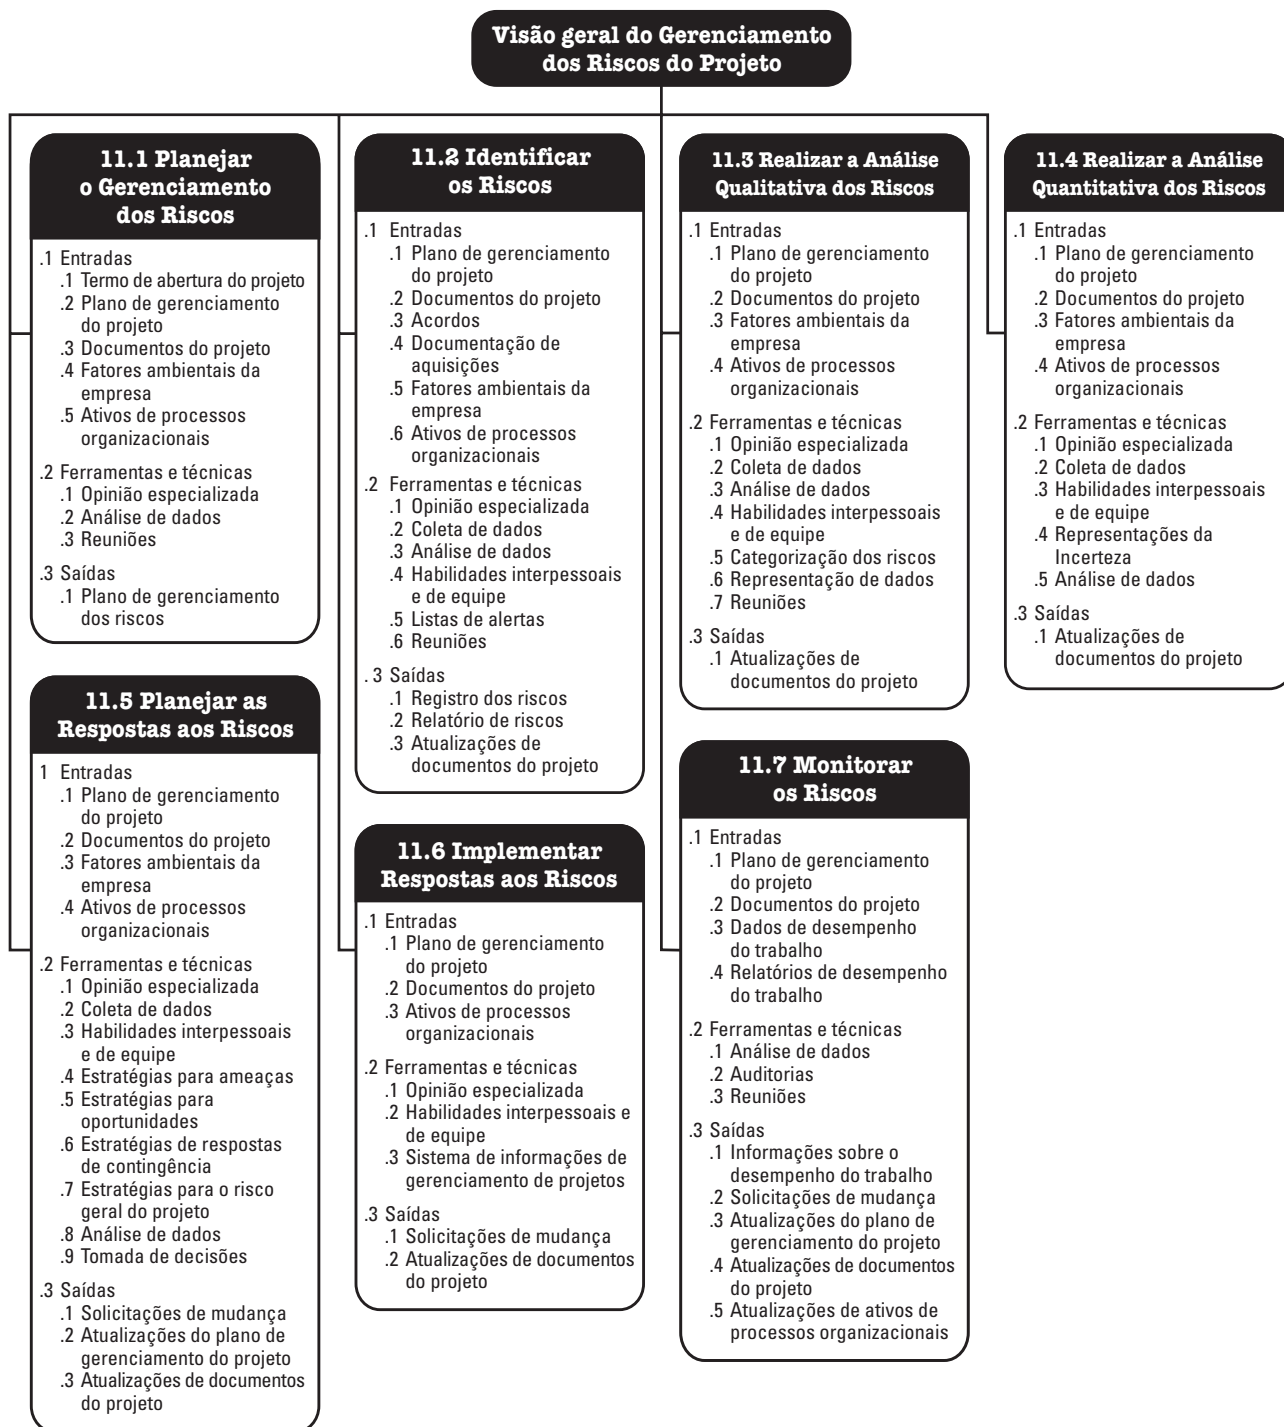 Visão geral do Gerenciamento
dos Riscos do Projeto
11.1 Planejar
o Gerenciamento
dos Riscos
.1 Entradas
.1 Termo de abertura do projeto
.2 Plano de gerenciamento
do projeto
.3 Documentos do projeto
.4 Fatores ambientais da
empresa
.5 Ativos de processos
organizacionais
.2 Ferramentas e técnicas
.1 Opinião especializada
.2 Análise de dados
.3 Reuniões
.3 Saídas
.1 Plano de gerenciamento
dos riscos
11.2 Identificar
os Riscos
.1 Entradas
.1 Plano de gerenciamento
do projeto
.2 Documentos do projeto
.3 Acordos
.4 Documentação de
aquisições
.5 Fatores ambientais da
empresa
.6 Ativos de processos
organizacionais
.2 Ferramentas e técnicas
.1 Opinião especializada
.2 Coleta de dados
.3 Análise de dados
.4 Habilidades interpessoais
e de equipe
.5 Listas de alertas
.6 Reuniões
. 3 Saídas
.1 Registro dos riscos
.2 Relatório de riscos
.3 Atualizações de
documentos do projeto
11.3 Realizar a Análise
Qualitativa dos Riscos
.1 Entradas
.1 Plano de gerenciamento
do projeto
.2 Documentos do projeto
.3 Fatores ambientais da
empresa
.4 Ativos de processos
organizacionais
.2 Ferramentas e técnicas
.1 Opinião especializada
.2 Coleta de dados
.3 Análise de dados
.4 Habilidades interpessoais
e de equipe
.5 Categorização dos riscos
.6 Representação de dados
.7 Reuniões
.3 Saídas
.1 Atualizações de
documentos do projeto
11.4 Realizar a Análise
Quantitativa dos Riscos
.1 Entradas
.1 Plano de gerenciamento
do projeto
.2 Documentos do projeto
.3 Fatores ambientais da
empresa
.4 Ativos de processos
organizacionais
.2 Ferramentas e técnicas
.1 Opinião especializada
.2 Coleta de dados
.3 Habilidades interpessoais
e de equipe
.4 Representações da
Incerteza
.5 Análise de dados
.3 Saídas
.1 Atualizações de
documentos do projeto
11.5 Planejar as
Respostas aos Riscos
1 Entradas
.1 Plano de gerenciamento
do projeto
.2 Documentos do projeto
.3 Fatores ambientais da
empresa
.4 Ativos de processos
organizacionais
.2 Ferramentas e técnicas
.1 Opinião especializada
.2 Coleta de dados
.3 Habilidades interpessoais
e de equipe
.4 Estratégias para ameaças
.5 Estratégias para
oportunidades
.6 Estratégias de respostas
de contingência
.7 Estratégias para o risco
geral do projeto
.8 Análise de dados
.9 Tomada de decisões
.3 Saídas
.1 Solicitações de mudança
.2 Atualizações do plano de
gerenciamento do projeto
.3 Atualizações de documentos
do projeto
11.6 Implementar
Respostas aos Riscos
.1 Entradas
.1 Plano de gerenciamento
do projeto
.2 Documentos do projeto
.3 Ativos de processos
organizacionais
.2 Ferramentas e técnicas
.1 Opinião especializada
.2 Habilidades interpessoais e
de equipe
.3 Sistema de informações de
gerenciamento de projetos
.3 Saídas
.1 Solicitações de mudança
.2 Atualizações de documentos
do projeto
11.7 Monitorar
os Riscos
.1 Entradas
.1 Plano de gerenciamento
do projeto
.2 Documentos do projeto
.3 Dados de desempenho
do trabalho
.4 Relatórios de desempenho
do trabalho
.2 Ferramentas e técnicas
.1 Análise de dados
.2 Auditorias
.3 Reuniões
.3 Saídas
.1 Informações sobre o
desempenho do trabalho
.2 Solicitações de mudança
.3 Atualizações do plano de
gerenciamento do projeto
.4 Atualizações de documentos
do projeto
.5 Atualizações de ativos de
processos organizacionais